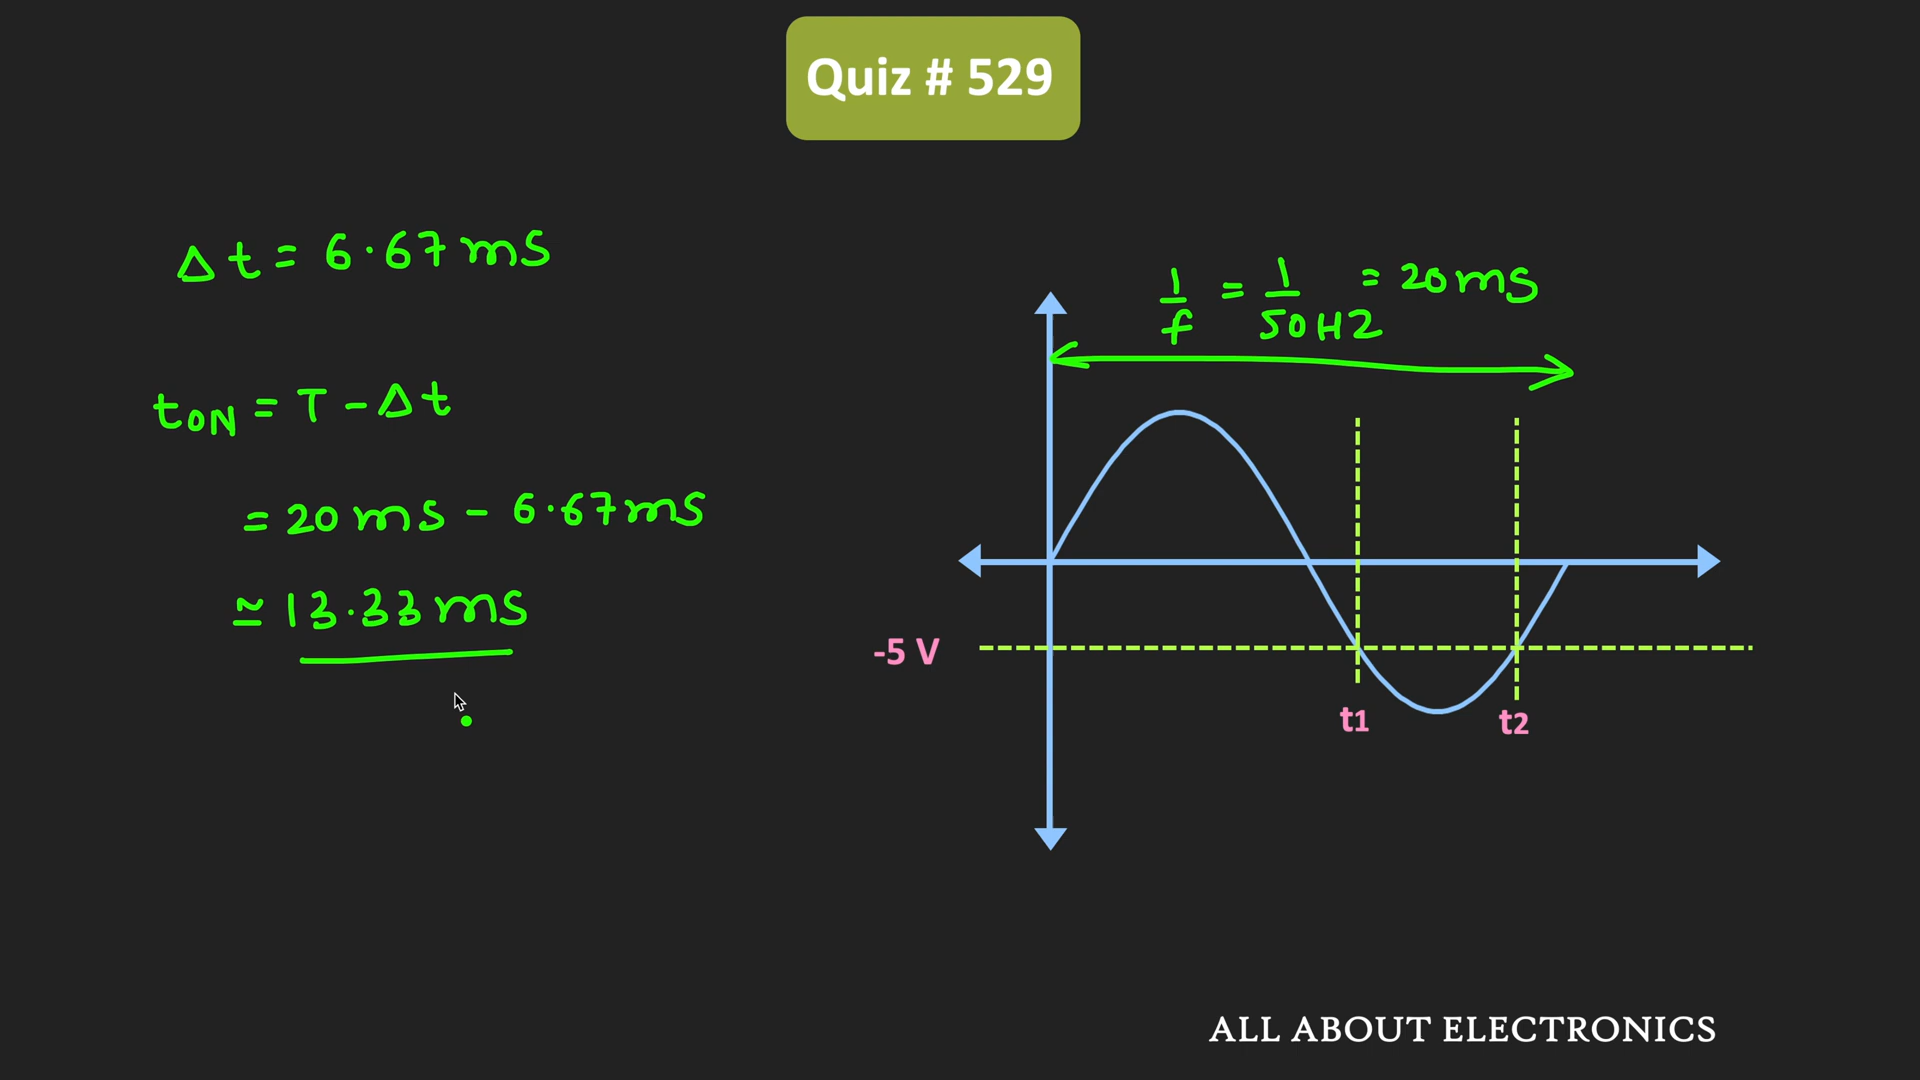 Quiz # 529
Δt = 6.67 ms
tON = T - Δt
= 20 ms - 6.67 ms
≃ 13.33 ms
1/f = 1/50 Hz = 20 ms
-5 V
t1
t2
ALL ABOUT ELECTRONICS